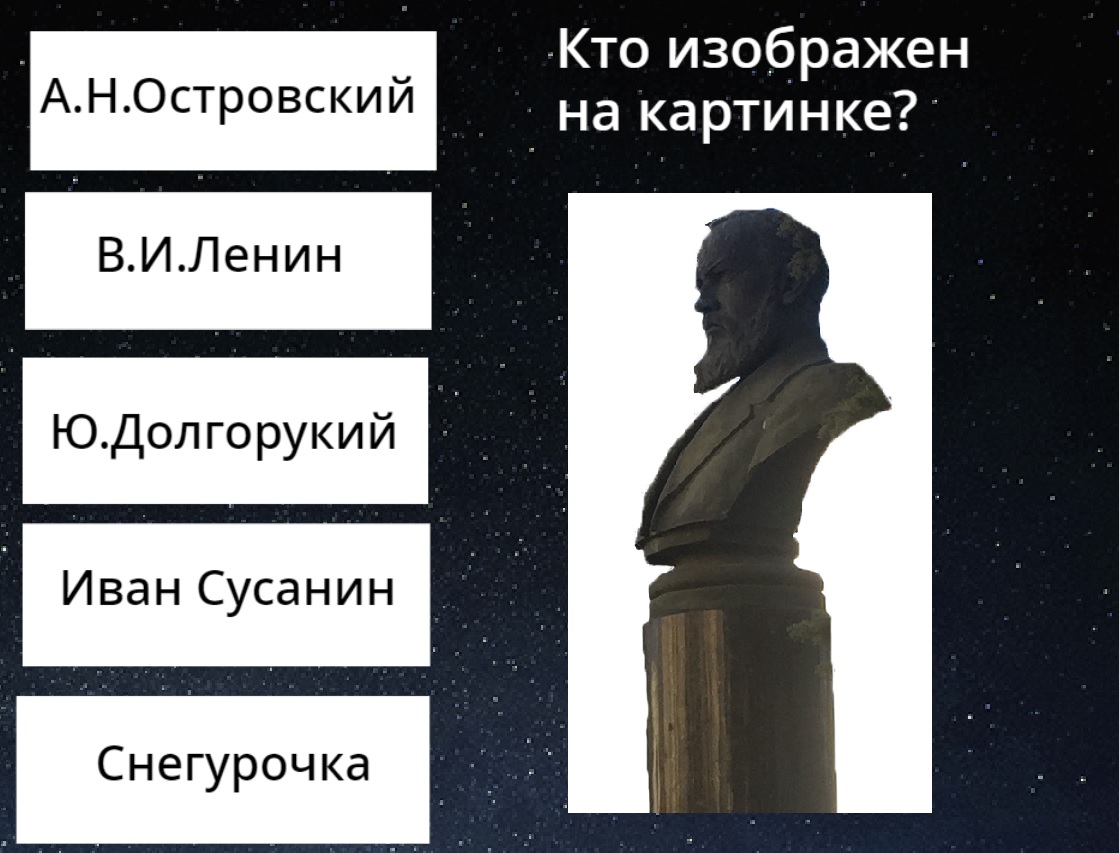 А.Н.Островский
Кто изображен
на картинке?
В.И.Ленин
Ю.Долгорукий
Иван Сусанин
Снегурочка